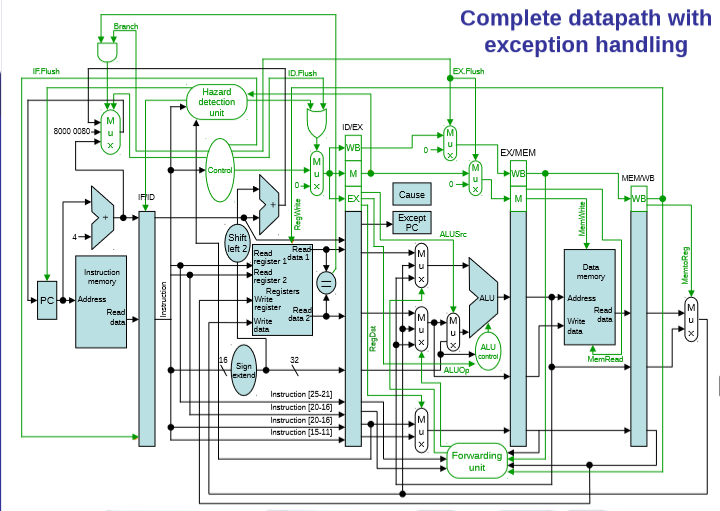 Complete datapath with
exception handling
Branch
IF.Flush
ID.Flush
EX.Flush
Hazard
detection
unit
M
u
x
8000 0080
ID/EX
WB
M
EX
M
u
x
0
EX/MEM
WB
M
Control
M
u
x
0
M
u
x
0
MEM/WB
WB
IF/ID
Cause
Except
PC
RegWrite
MemWrite
+
4
+
Shift
left 2
ALUSrc
Instruction
memory
Address
Read
data
PC
Instruction
Read
register 1
Read
register 2
Registers
Write
register
Write
data
Read
data 1
Read
data 2
=
M
u
x
M
u
x
M
u
x
ALU
ALU
control
ALUOp
RegDst
Data
memory
Address
Write
data
Read
data
MemRead
MemtoReg
M
u
x
16
Sign
extend
32
Instruction [25-21]
Instruction [20-16]
Instruction [20-16]
Instruction [15-11]
M
u
x
Forwarding
unit